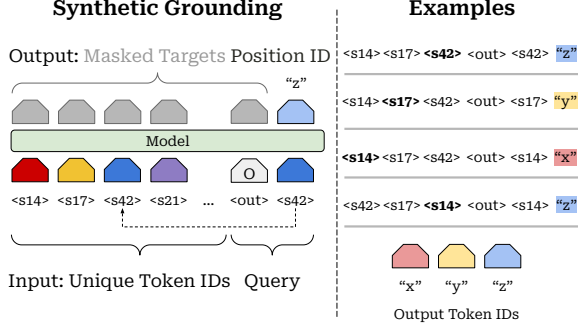 Synthetic Grounding
Output: Masked Targets Position ID
“z”
Model
O
<s14> <s17> <s42> <s21> ... <out> <s42>
Input: Unique Token IDs Query
Examples
<s14> <s17> <s42> <out> <s42> “z”
<s14> <s17> <s42> <out> <s17> “y”
<s14> <s17> <s42> <out> <s14> “x”
<s42> <s17> <s14> <out> <s14> “z”
“x” “y” “z”
Output Token IDs